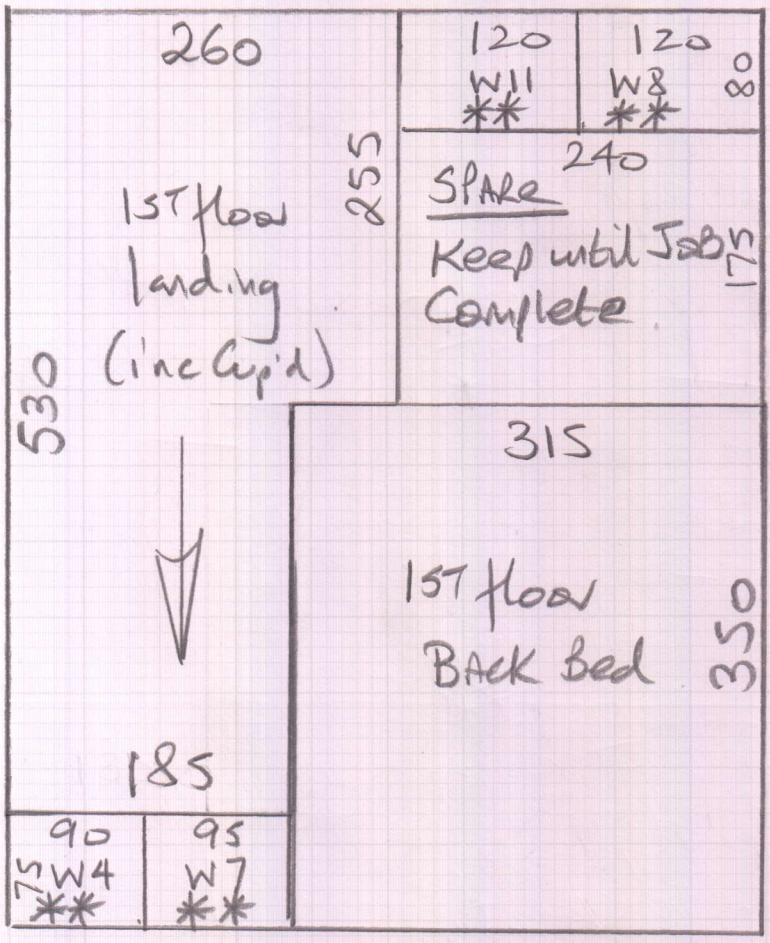 260
120
120
W11
W8
**
**
80
255
240
SPARe
Keep until JOB
Complete
175
1ST floor
landing
(inc Cup'd)
530
315
1ST floor
BACK Bed
350
185
90
95
75
W4
W7
**
**